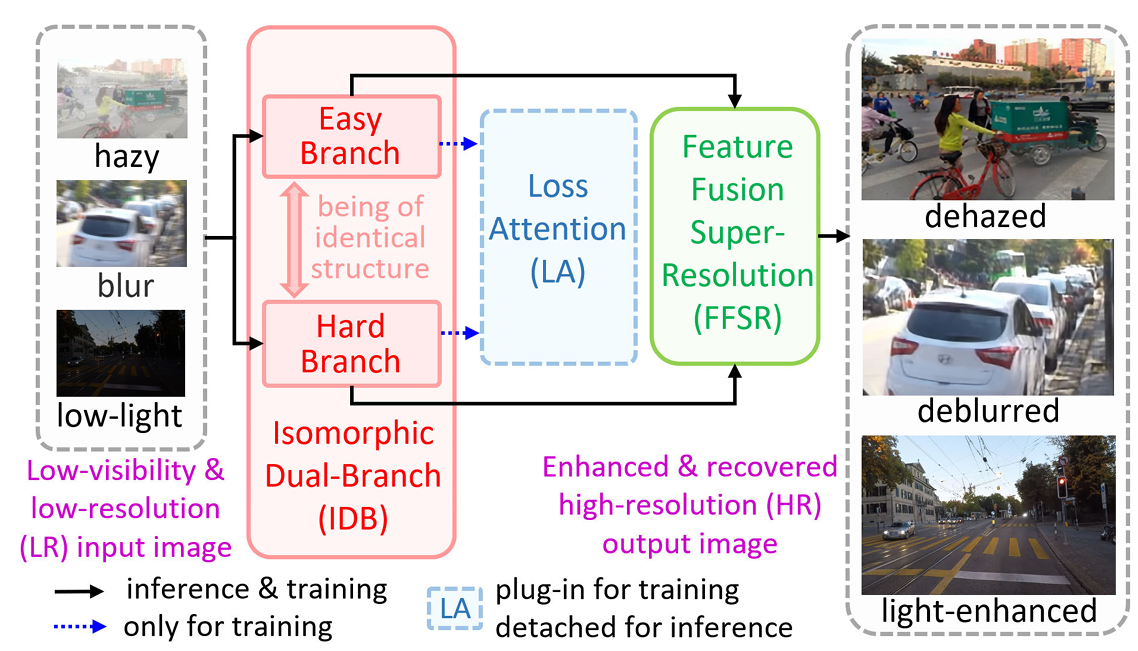 hazy
blur
low-light
Low-visibility &
low-resolution
(LR) input image
Easy
Branch
being of
identical
structure
Hard
Branch
Isomorphic
Dual-Branch
(IDB)
Loss
Attention
(LA)
Feature
Fusion
Super-
Resolution
(FFSR)
Enhanced & recovered
high-resolution (HR)
output image
dehazed
deblurred
light-enhanced
inference & training
only for training
LA
plug-in for training
detached for inference